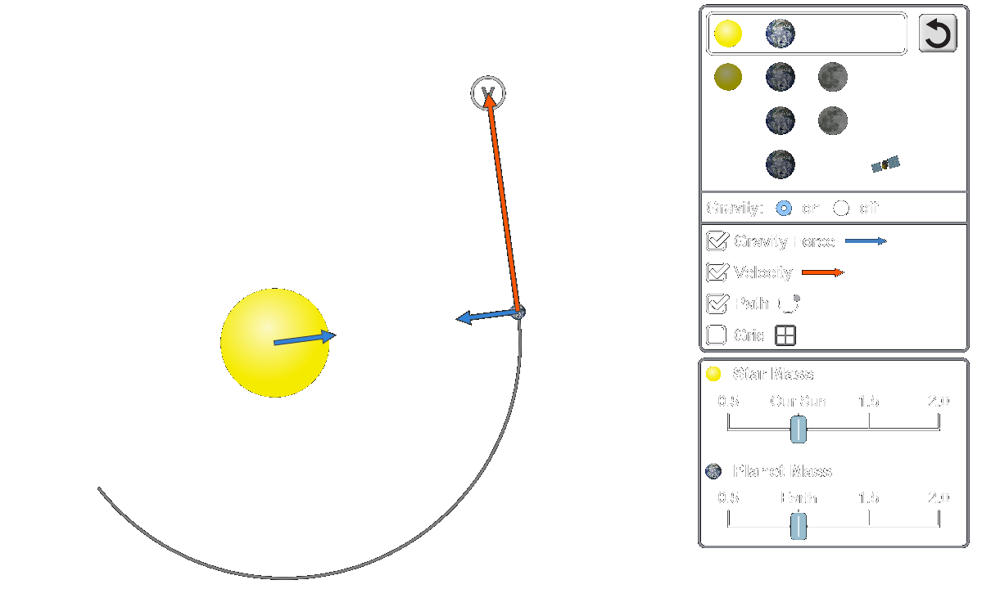 V
Gravity: on off
Gravity Force
Velocity
Path
Grid
Star Mass
0.5 Our Sun 1.5 2.0
Planet Mass
0.5 Earth 1.5 2.0